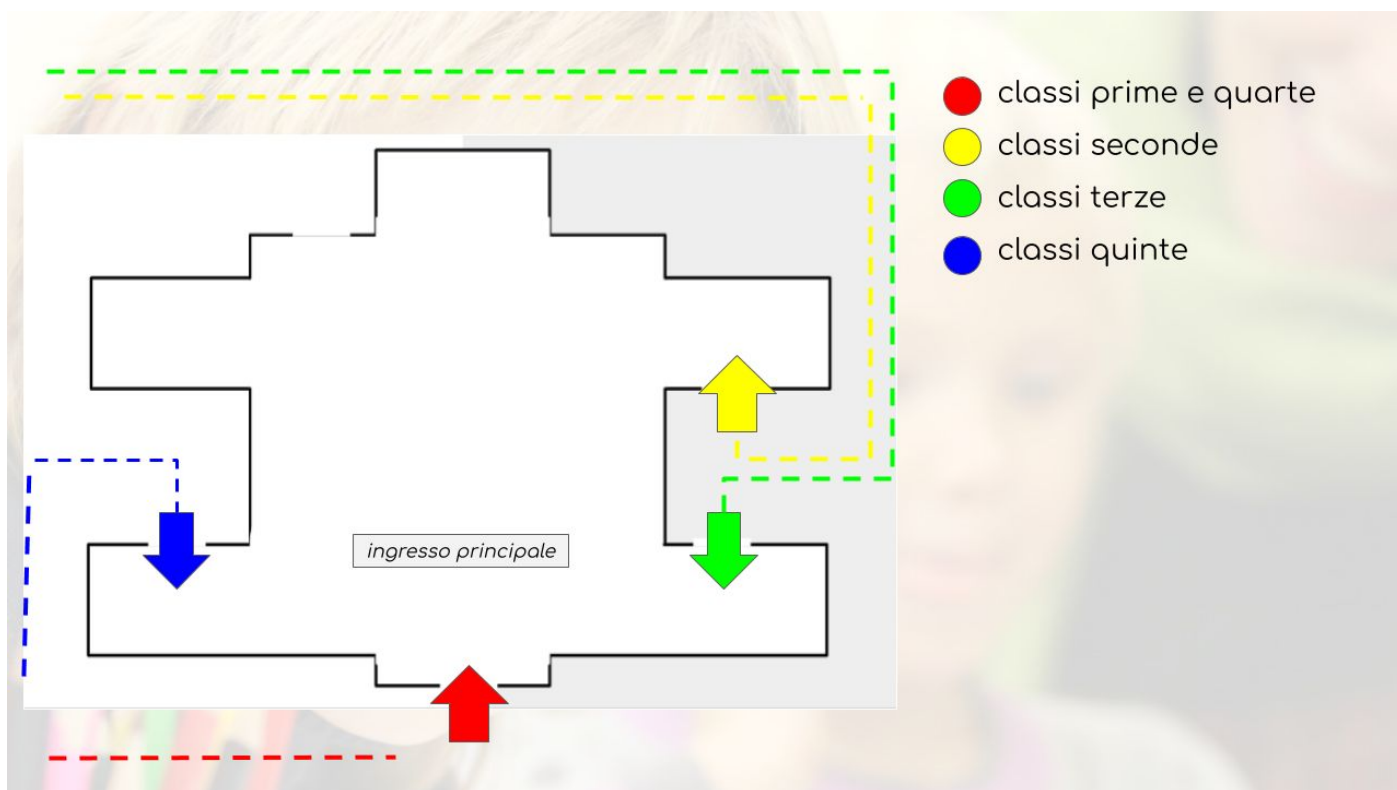 classi prime e quarte
classi seconde
classi terze
classi quinte
ingresso principale